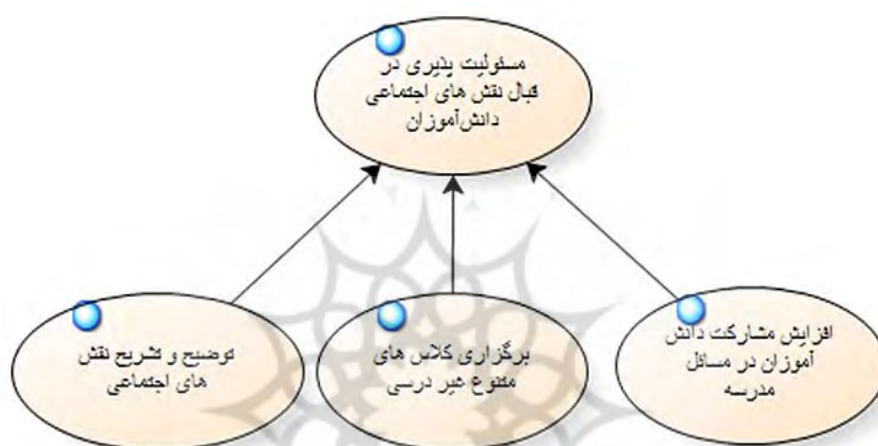 مسئولیت پذیری در
قبال نقش های اجتماعی
دانش‌آموزان
افزایش مشارکت دانش
آموزان در مسائل
مدرسه
برگزاری کلاس های
متنوع غیر درسی
توضیح و تشریح نقش
های اجتماعی